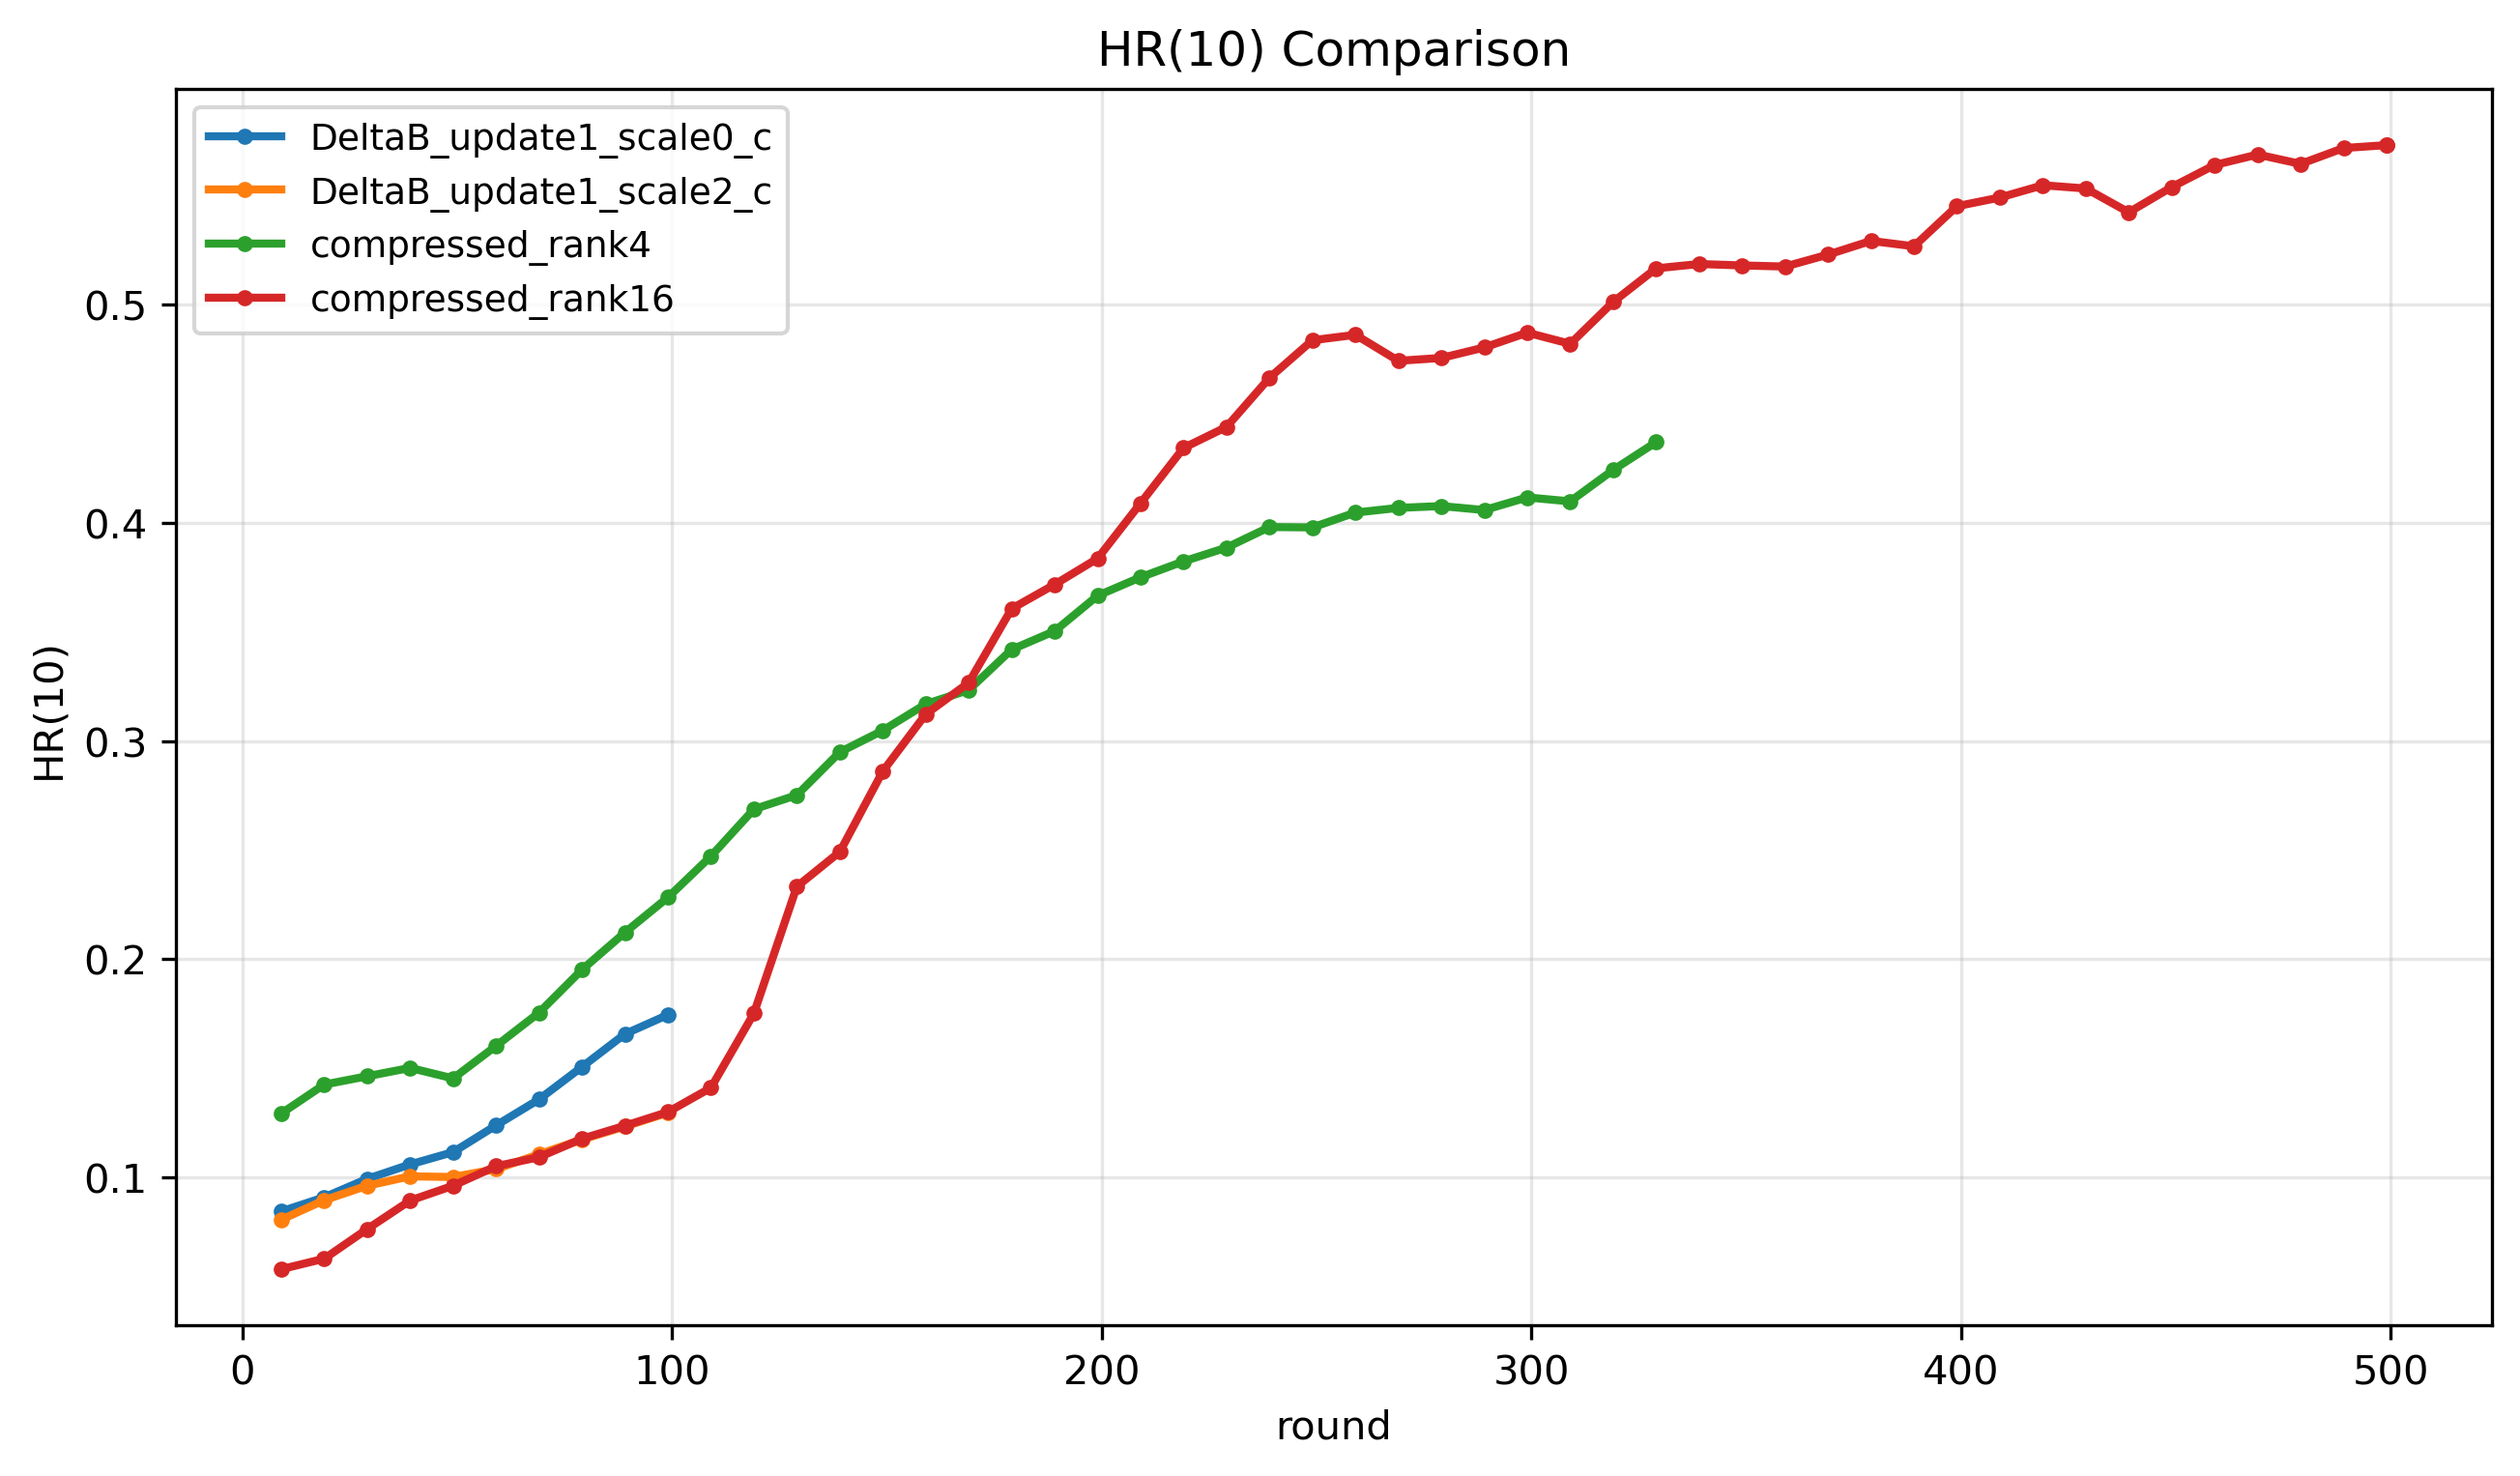 HR(10) Comparison
DeltaB_update1_scale0_c
DeltaB_update1_scale2_c
compressed_rank4
compressed_rank16
0.5
0.4
0.3
0.2
0.1
HR(10)
0 100 200 300 400 500
round